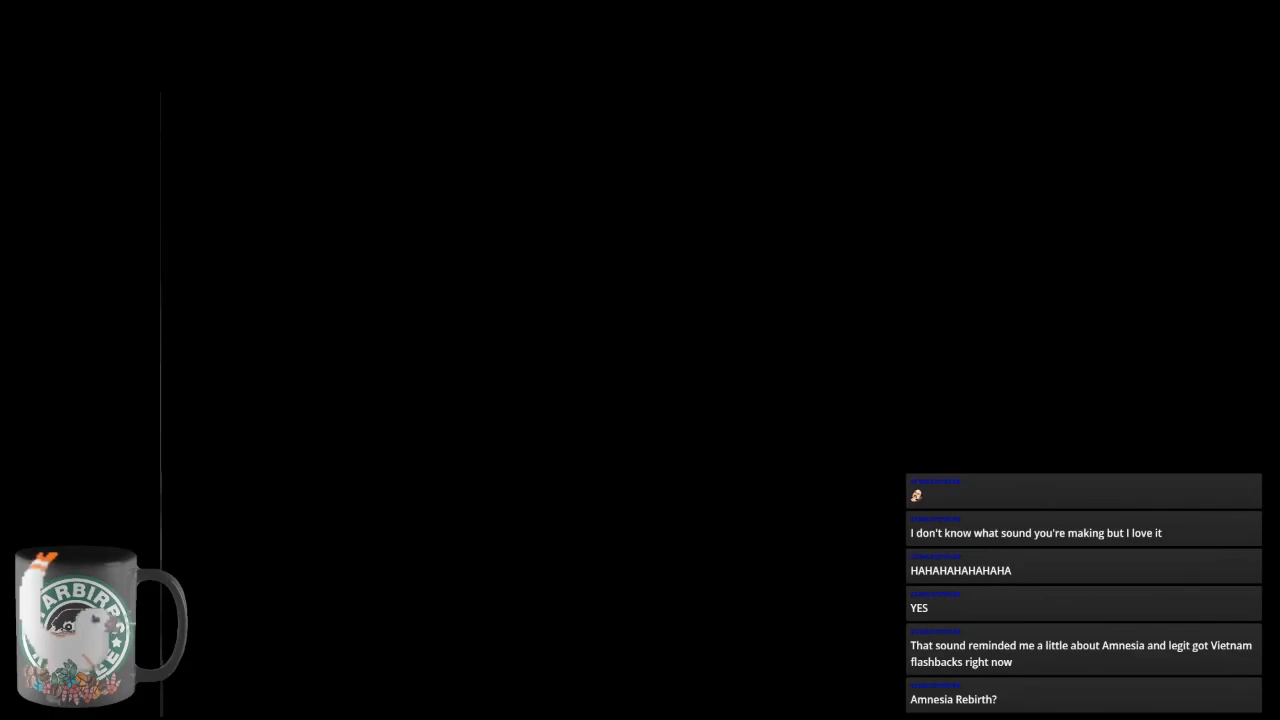 ARBIRD
I don't know what sound you're making but I love it
HAHAHAHAHAHAHA
YES
That sound reminded me a little about Amnesia and legit got Vietnam
flashbacks right now
Amnesia Rebirth?